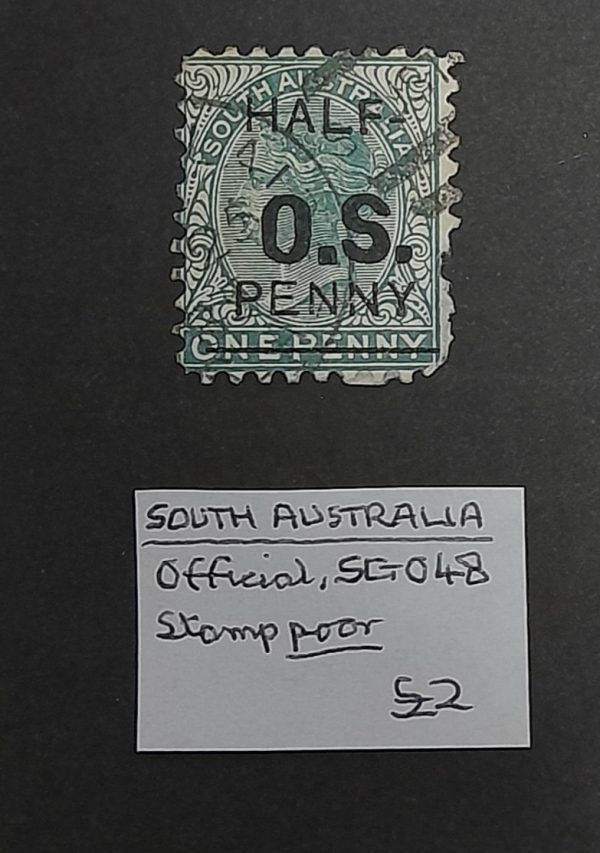 SOUTH AUSTRALIA
HALF-
O.S.
PENNY
ONE PENNY
SOUTH AUSTRALIA
Official, SG O48
Stamp poor
£2